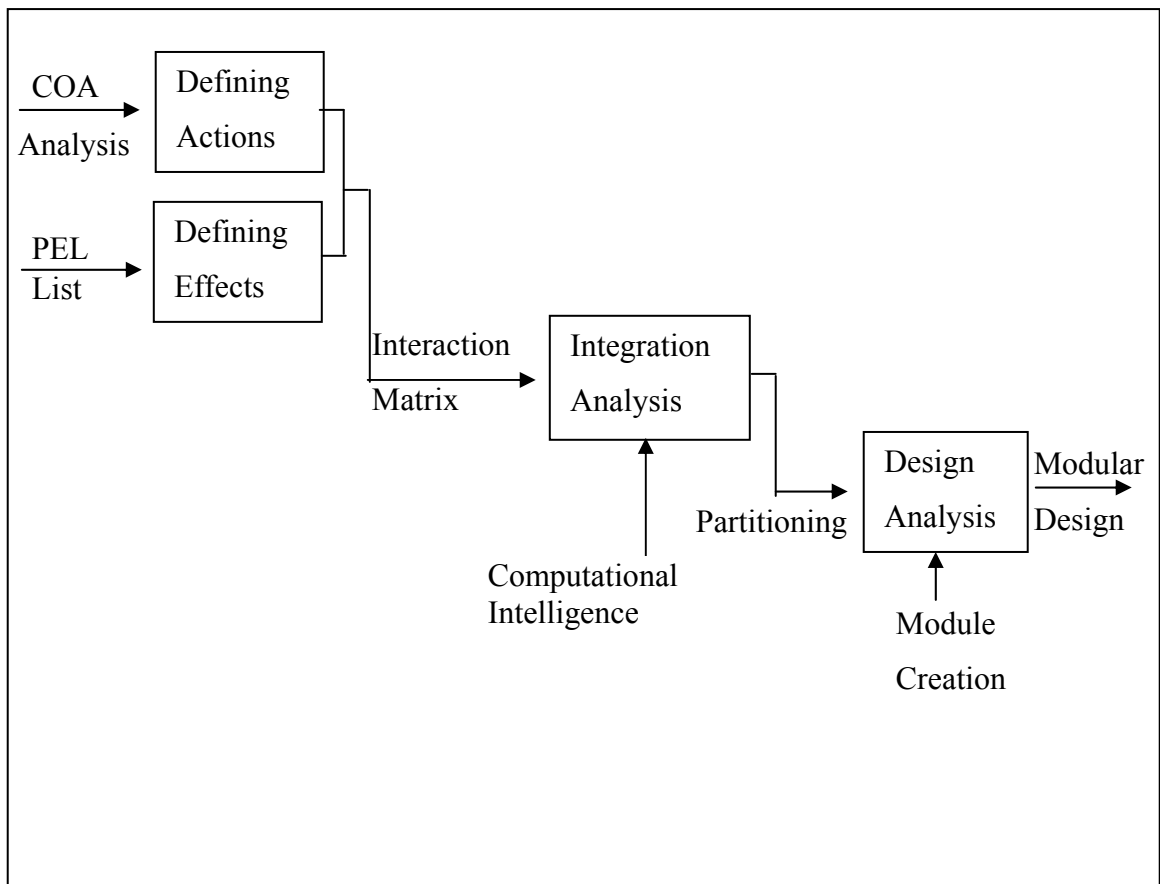 COA
Analysis
Defining
Actions
PEL
List
Defining
Effects
Interaction
Matrix
Integration
Analysis
Computational
Intelligence
Partitioning
Design
Analysis
Modular
Design
Module
Creation